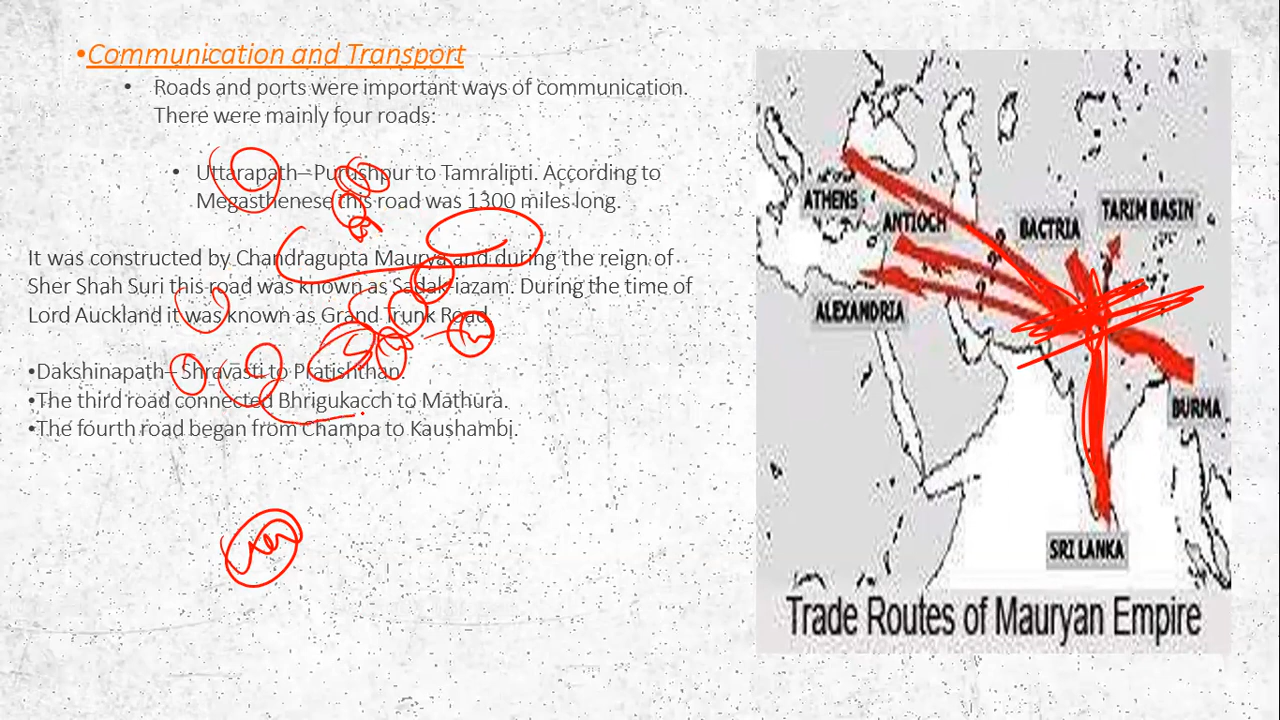 •Communication and Transport
• Roads and ports were important ways of communication.
There were mainly four roads:
• Uttarapath– Purushpur to Tamralipti. According to
Megasthenese this road was 1300 miles long.
It was constructed by Chandragupta Maurya and during the reign of
Sher Shah Suri this road was known as Sadak-iazam. During the time of
Lord Auckland it was known as Grand Trunk Road.
•Dakshinapath– Shravasti to Pratishthan
•The third road connected Bhrigukacch to Mathura.
•The fourth road began from Champa to Kaushambi.
ATHENS
ANTIOCH
BACTRIA
TARIM BASIN
?
?
?
ALEXANDRIA
BURMA
SRI LANKA
Trade Routes of Mauryan Empire